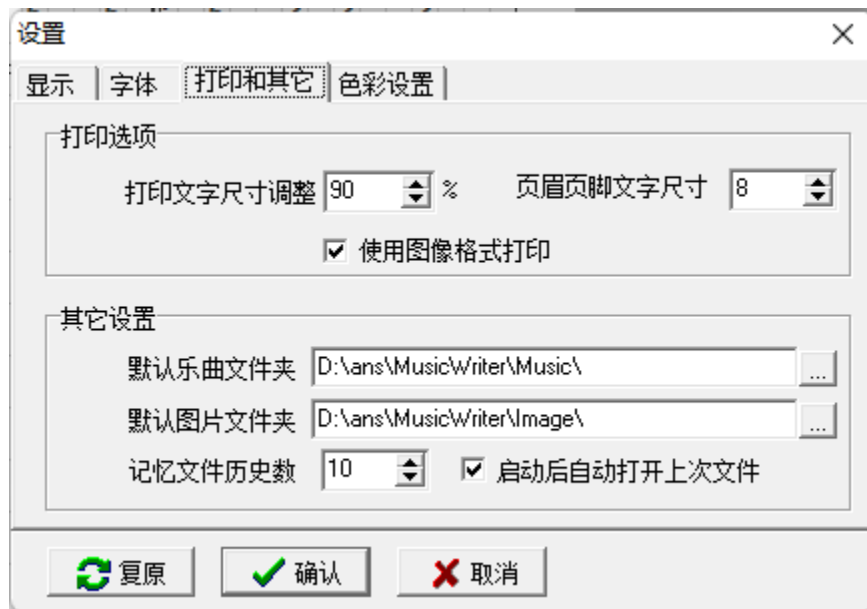 设置
显示 字体 打印和其它 色彩设置
打印选项
打印文字尺寸调整 90 % 页眉页脚文字尺寸 8
使用图像格式打印
其它设置
默认乐曲文件夹 D:\ans\MusicWriter\Music\ ...
默认图片文件夹 D:\ans\MusicWriter\Image\ ...
记忆文件历史数 10 启动后自动打开上次文件
复原 确认 取消